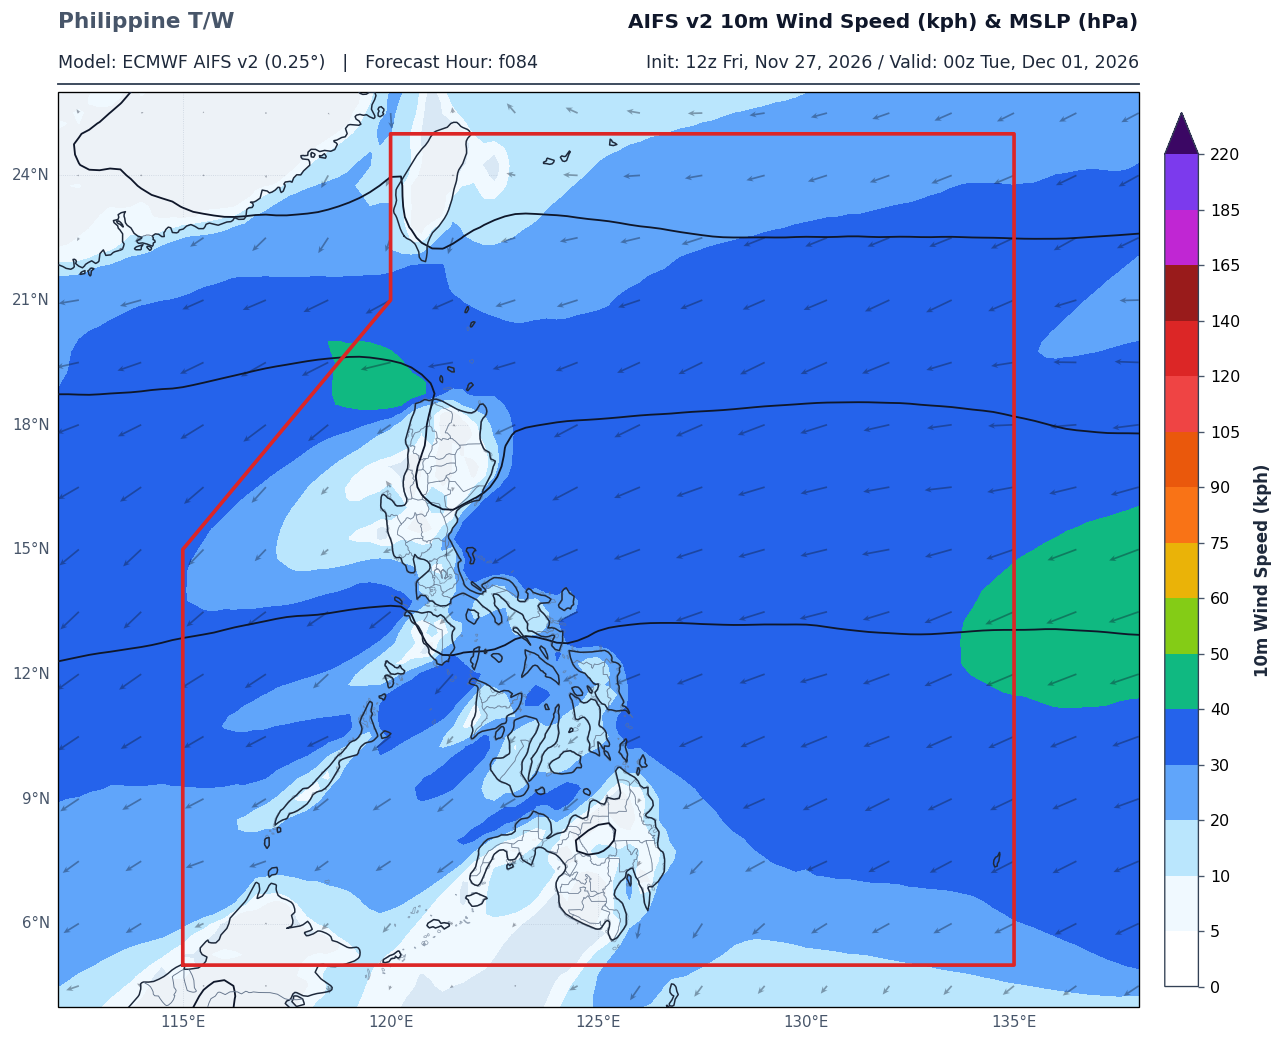 Philippine T/W
AIFS v2 10m Wind Speed (kph) & MSLP (hPa)
Model: ECMWF AIFS v2 (0.25°)   |   Forecast Hour: f084
Init: 12z Fri, Nov 27, 2026 / Valid: 00z Tue, Dec 01, 2026
24°N
21°N
18°N
15°N
12°N
9°N
6°N
115°E
120°E
125°E
130°E
135°E
220
185
165
140
120
105
90
75
60
50
40
30
20
10
5
0
10m Wind Speed (kph)